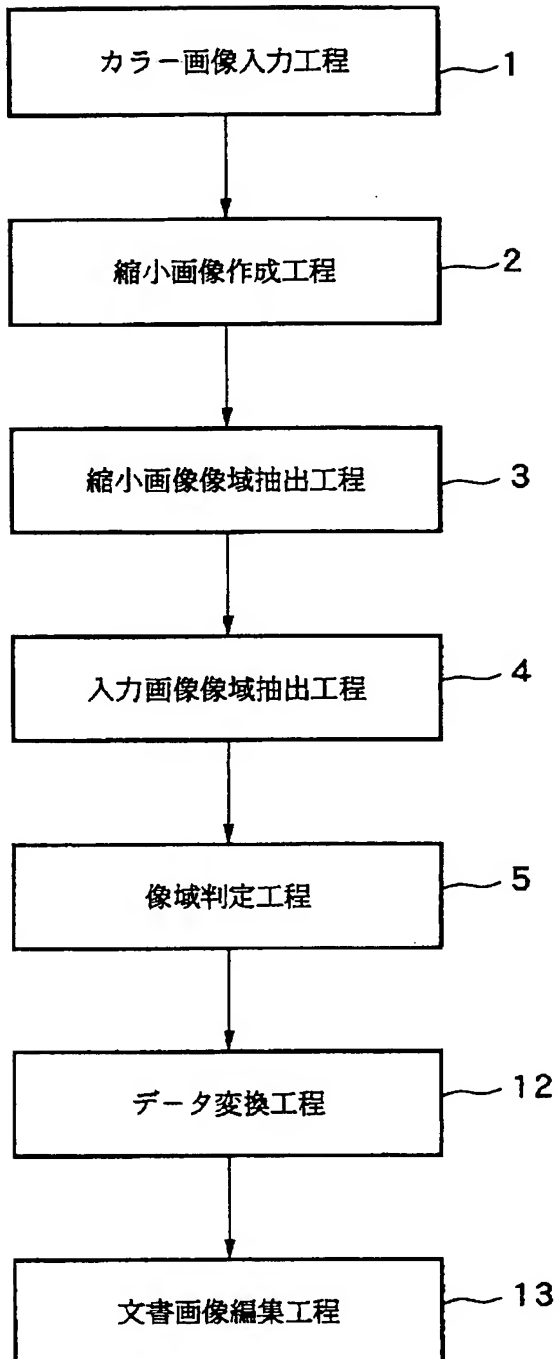 カラー画像入力工程 1
縮小画像作成工程 2
縮小画像像域抽出工程 3
入力画像像域抽出工程 4
像域判定工程 5
データ変換工程 12
文書画像編集工程 13